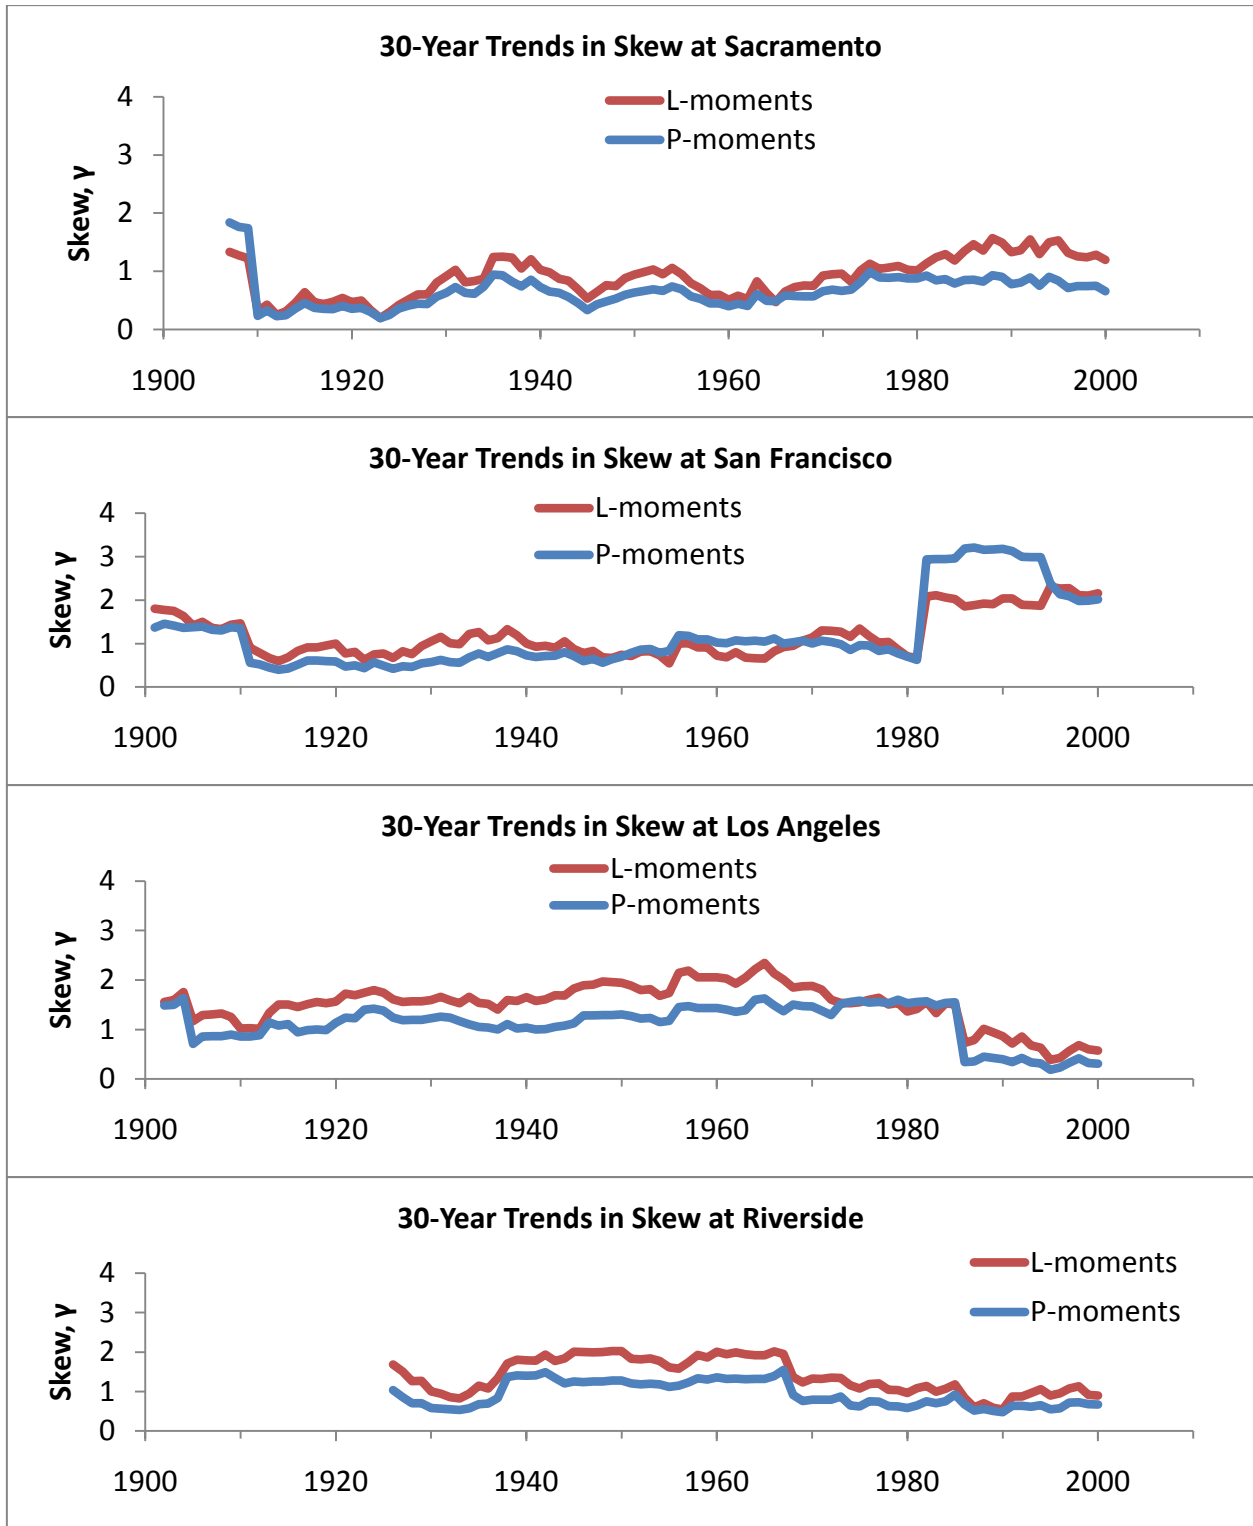 30-Year Trends in Skew at Sacramento
L-moments
P-moments
Skew, γ
4
3
2
1
0
1900 1920 1940 1960 1980 2000
30-Year Trends in Skew at San Francisco
L-moments
P-moments
Skew, γ
4
3
2
1
0
1900 1920 1940 1960 1980 2000
30-Year Trends in Skew at Los Angeles
L-moments
P-moments
Skew, γ
4
3
2
1
0
1900 1920 1940 1960 1980 2000
30-Year Trends in Skew at Riverside
L-moments
P-moments
Skew, γ
4
3
2
1
0
1900 1920 1940 1960 1980 2000